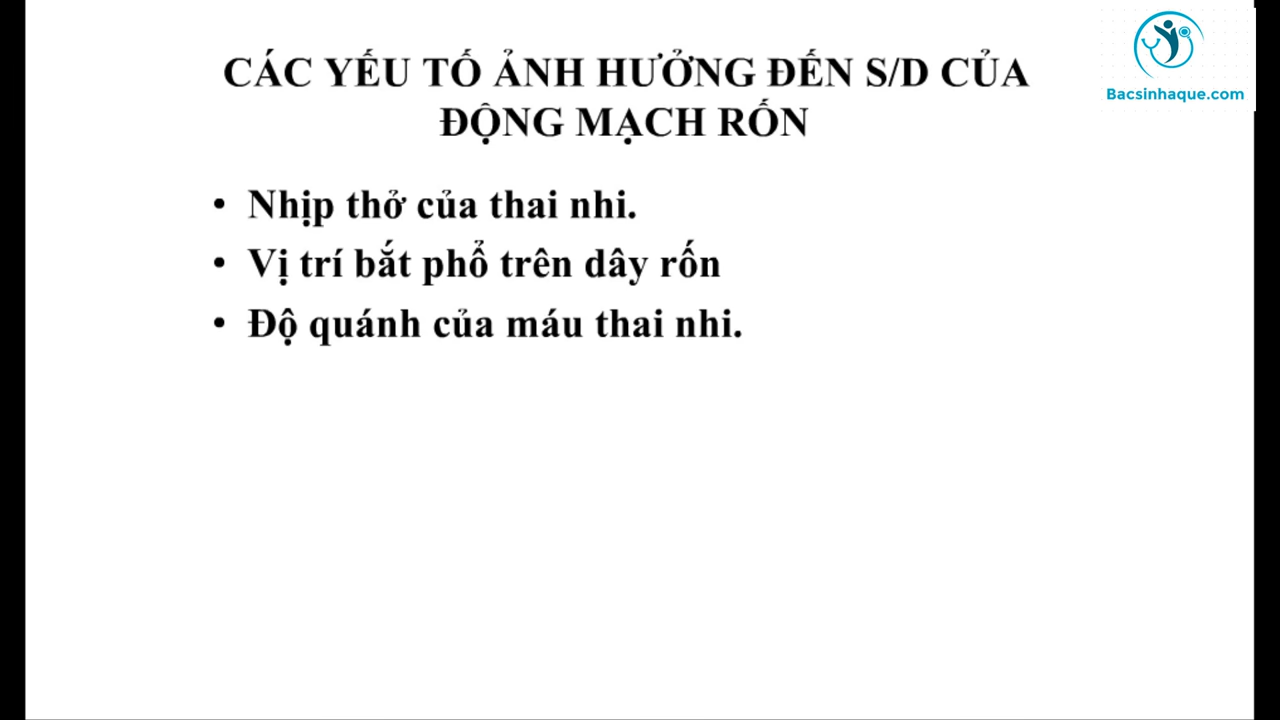 CÁC YẾU TỐ ẢNH HƯỞNG ĐẾN S/D CỦA
ĐỘNG MẠCH RỐN
Bacsinhaque.com
• Nhịp thở của thai nhi.
• Vị trí bắt phổ trên dây rốn
• Độ quánh của máu thai nhi.